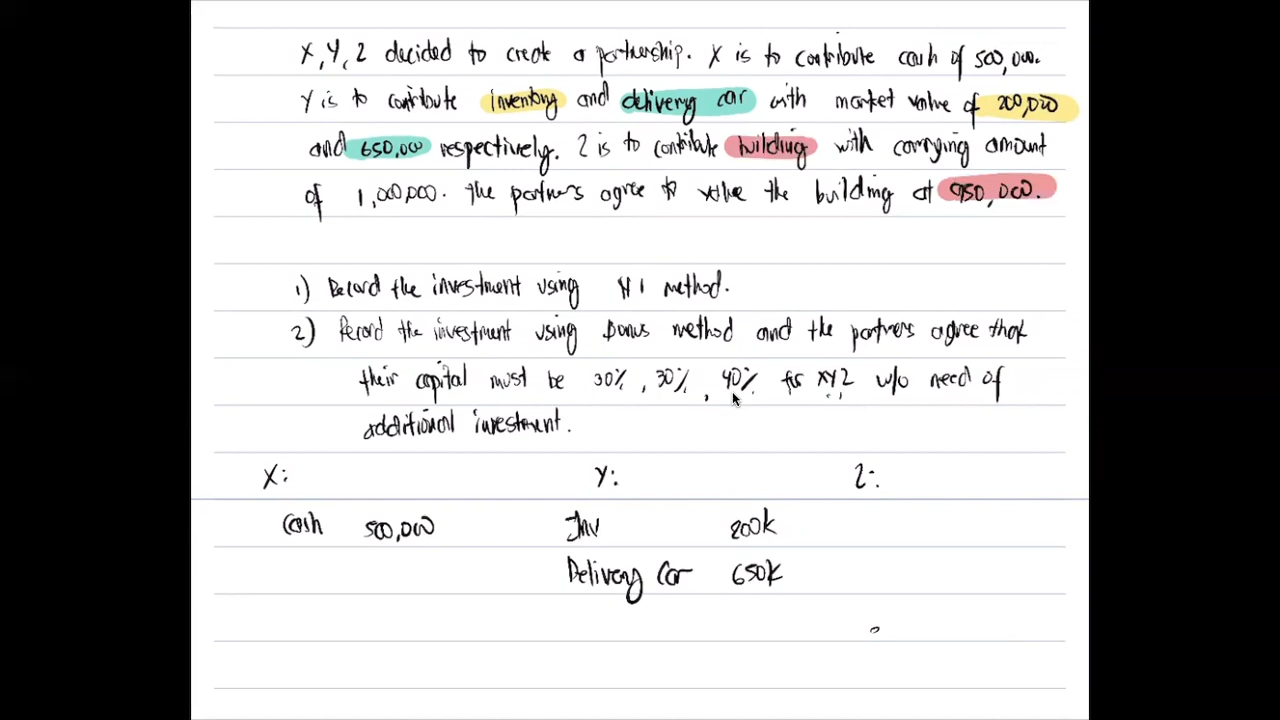 X, Y, Z decided to create a partnership. X is to contribute cash of 500,000.
Y is to contribute inventory and delivery car with market value of 200,000
and 650,000 respectively. Z is to contribute building with carrying amount
of 1,000,000. The partners agree to value the building at 950,000.
1) Record the investment using NI method.
2) Record the investment using Bonus method and the partners agree that
their capital must be 30%, 30%, 40% for XYZ w/o need of
additional investment.
X: Y: Z:
Cash 500,000 Inv 200k
Delivery Car 650k